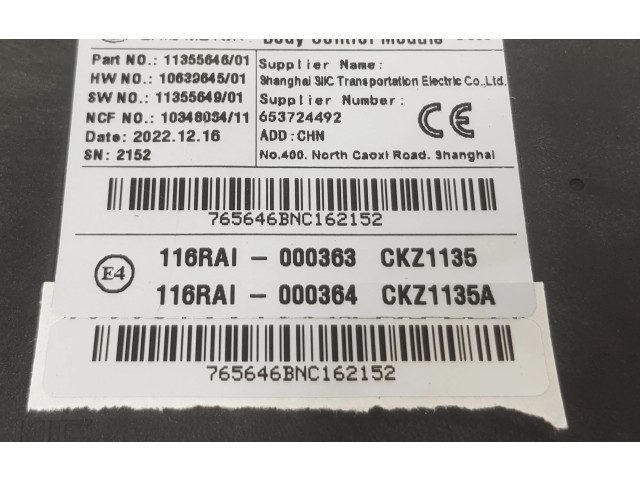 Body Control Module
Part NO.: 11355646/01
HW NO.: 10639645/01
SW NO.: 11355649/01
NCF NO.: 10348034/11
Date: 2022.12.16
SN: 2152
Supplier Name:
Shanghai SIIC Transportation Electric Co.,Ltd.
Supplier Number:
653724492
ADD: CHN
No.400. North Caoxi Road. Shanghai
CE
765646BNC162152
E4
116RAI - 000363 CKZ1135
116RAI - 000364 CKZ1135A
765646BNC162152